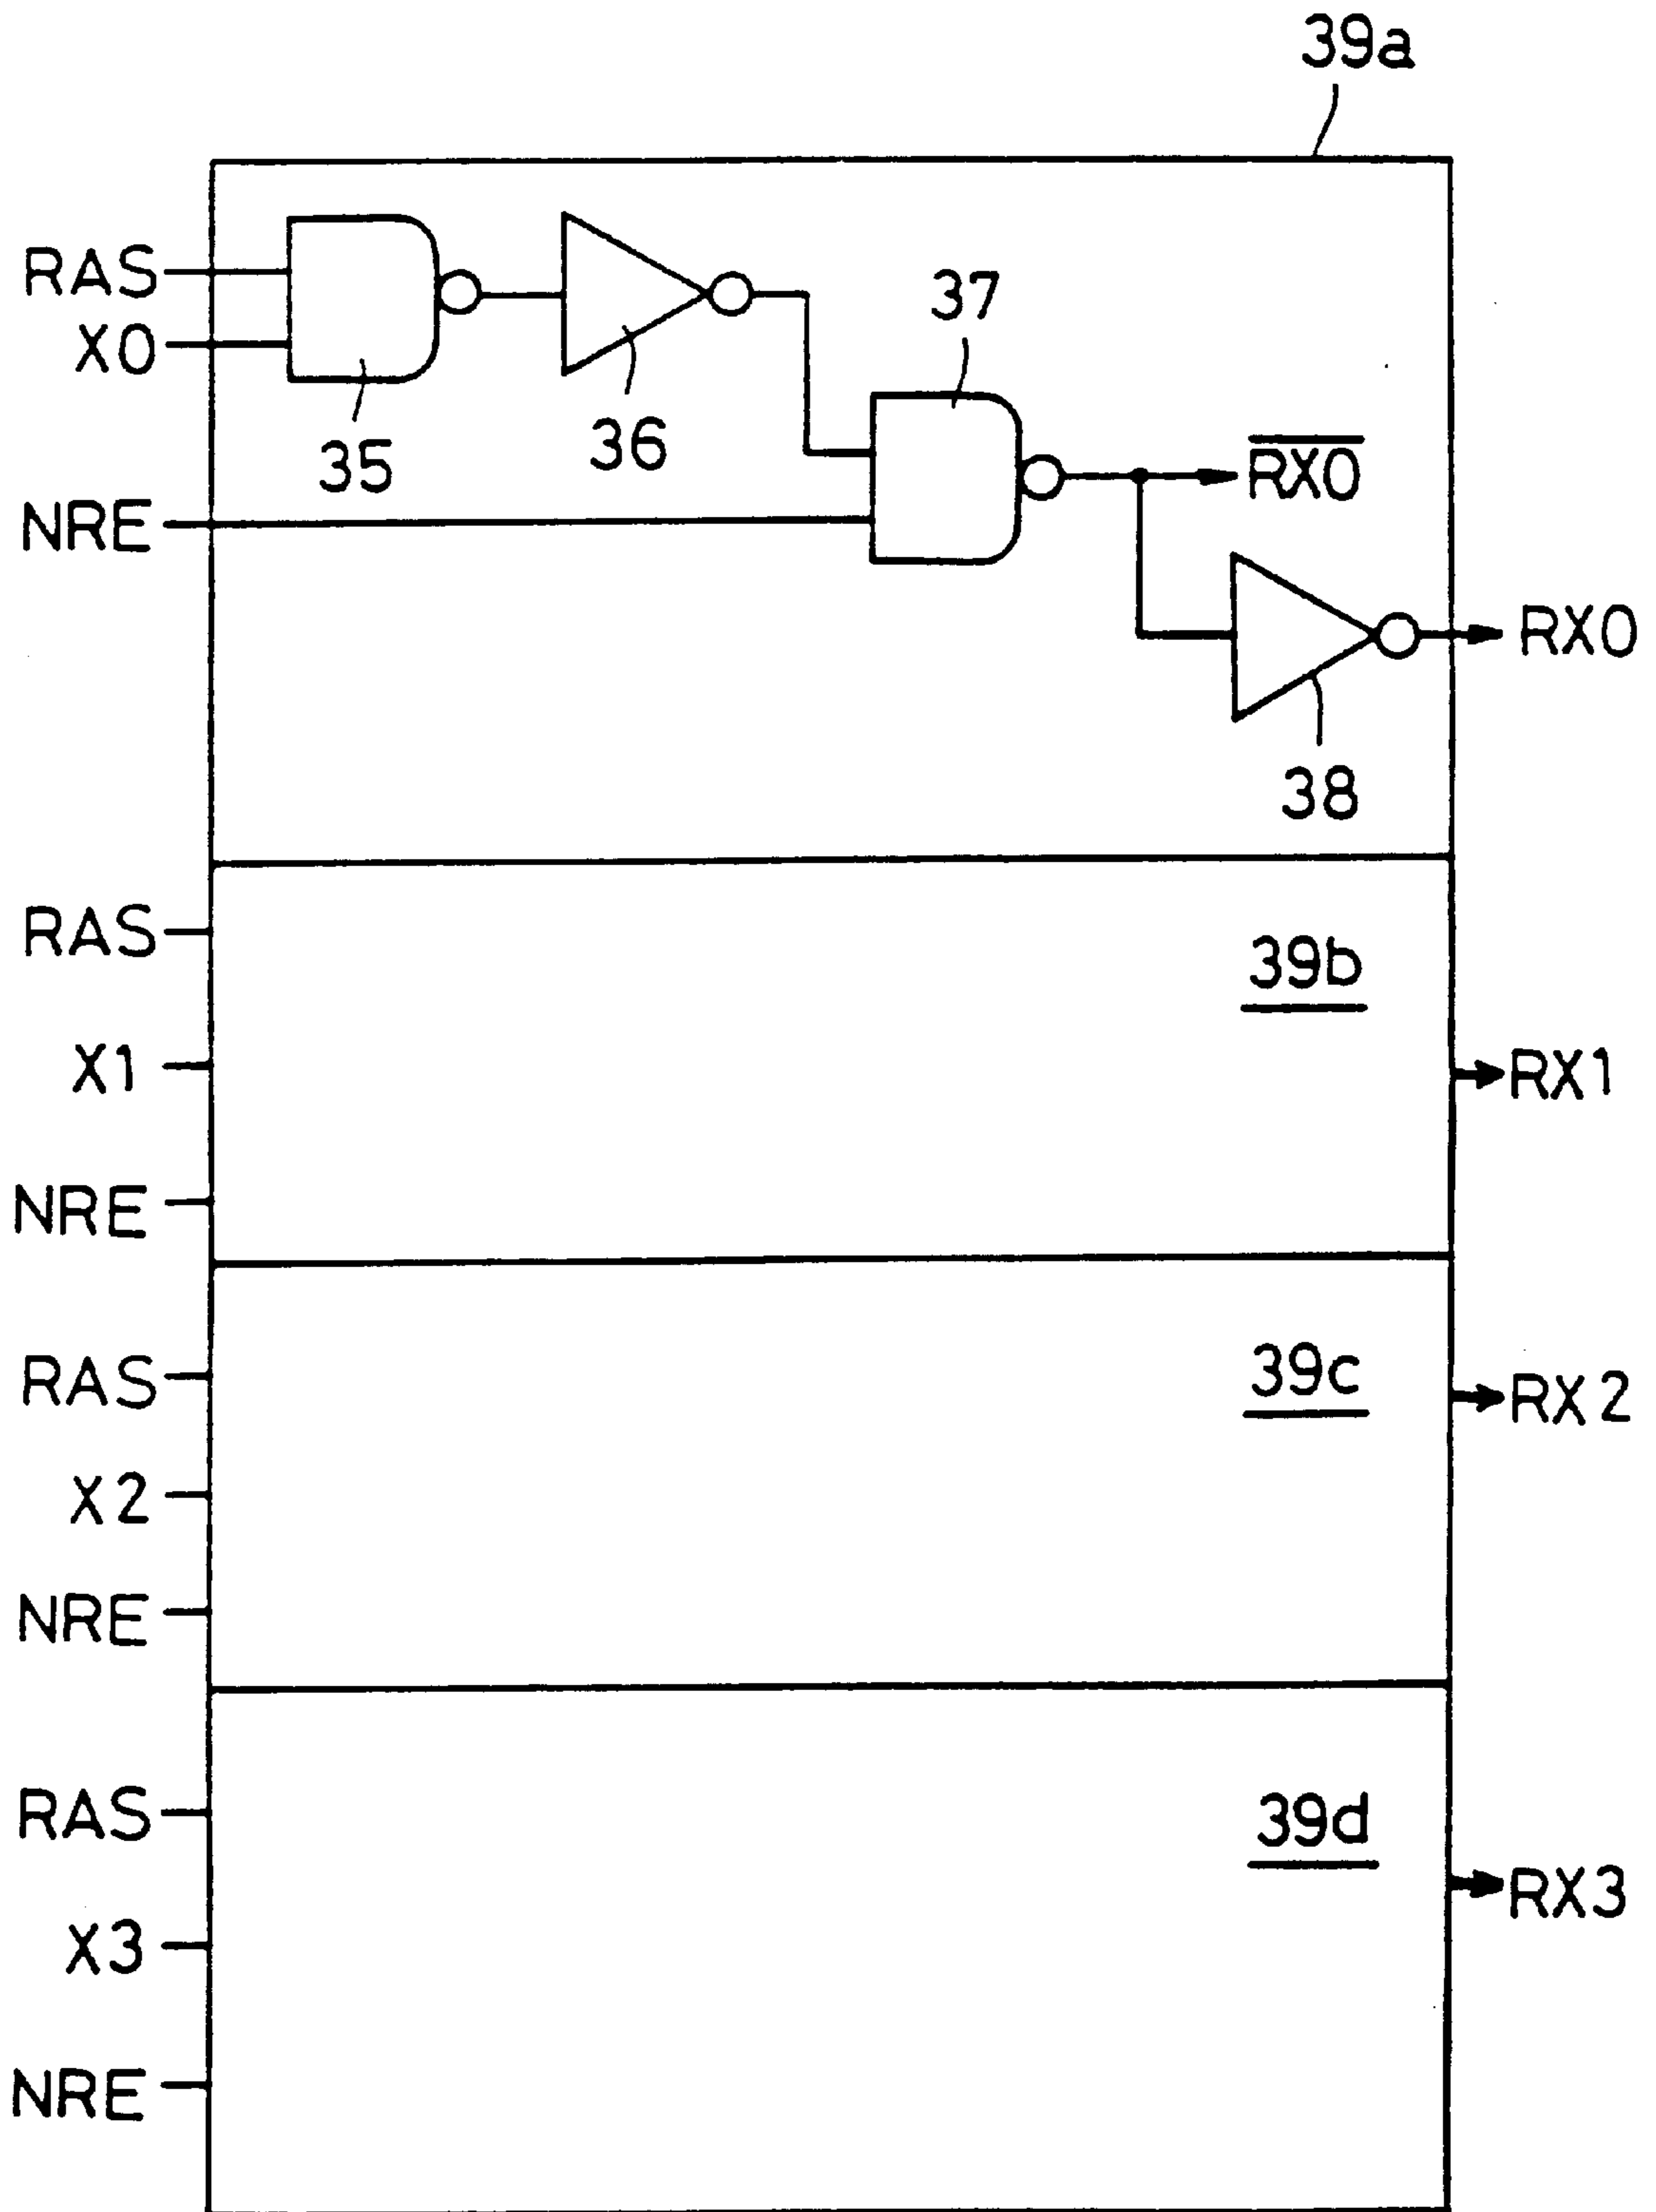 39a
RAS
X0
35
36
37
NRE
R̅X̅0̅
RX0
38
RAS
39b
X1
RX1
NRE
RAS
39c
RX2
X2
NRE
RAS
39d
RX3
X3
NRE